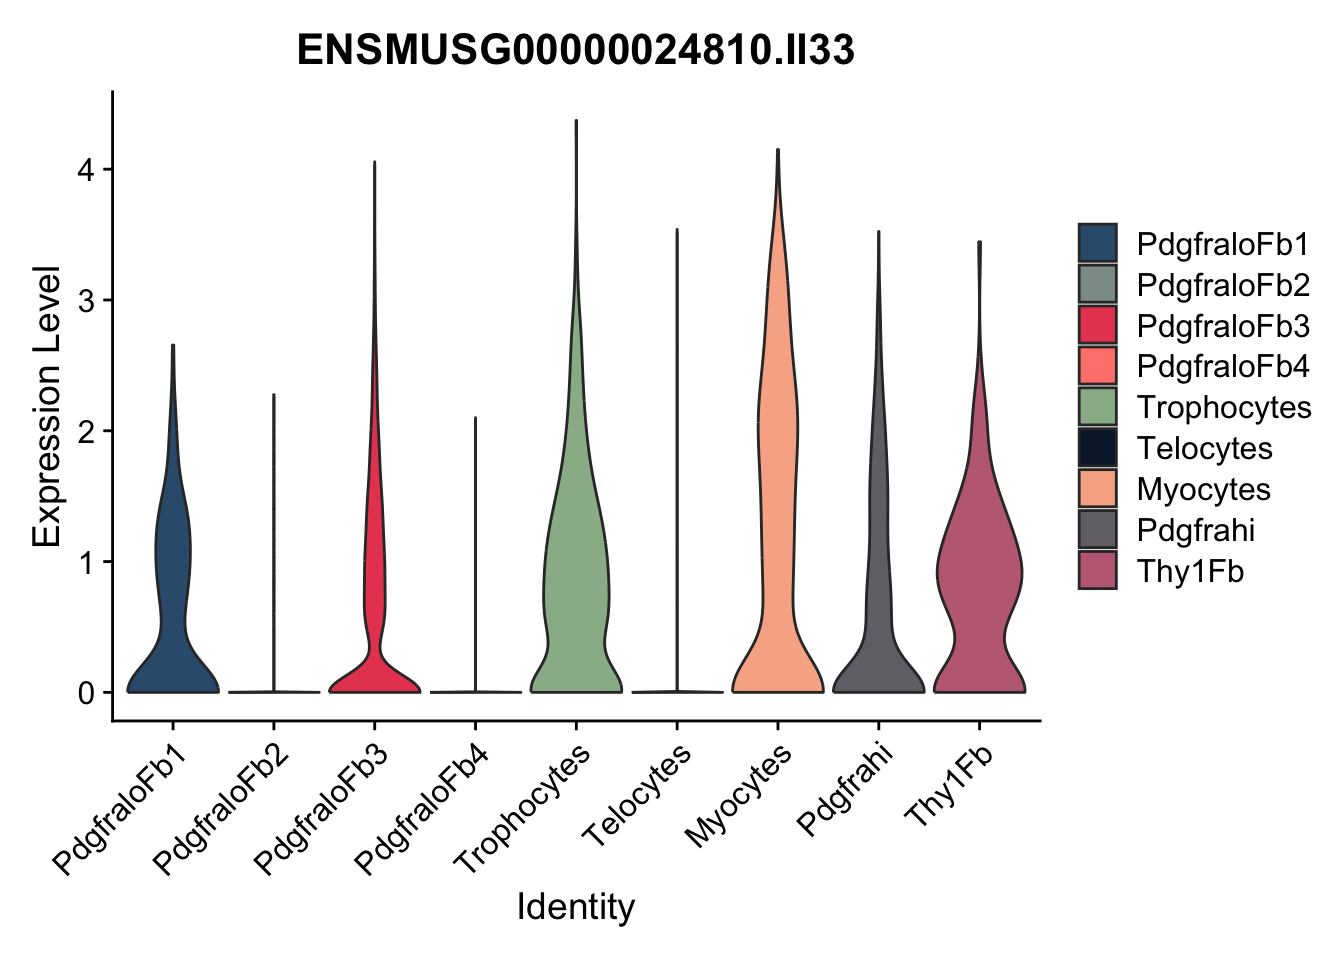 ENSMUSG00000024810.Il33
Expression Level
4
3
2
1
0
PdgfraloFb1
PdgfraloFb2
PdgfraloFb3
PdgfraloFb4
Trophocytes
Telocytes
Myocytes
Pdgfrahi
Thy1Fb
Identity
PdgfraloFb1
PdgfraloFb2
PdgfraloFb3
PdgfraloFb4
Trophocytes
Telocytes
Myocytes
Pdgfrahi
Thy1Fb